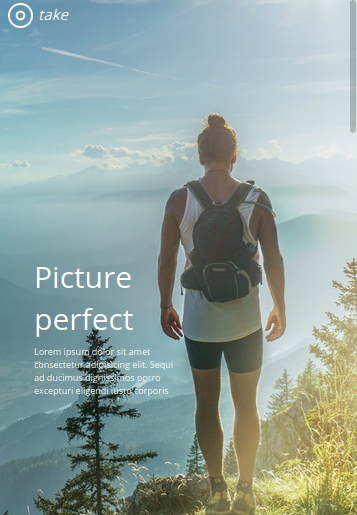 take
Picture
perfect
Lorem ipsum dolor sit amet
consectetur adipisicing elit. Sequi
ad ducimus dignissimos porro
excepturi eligendi iusto corporis